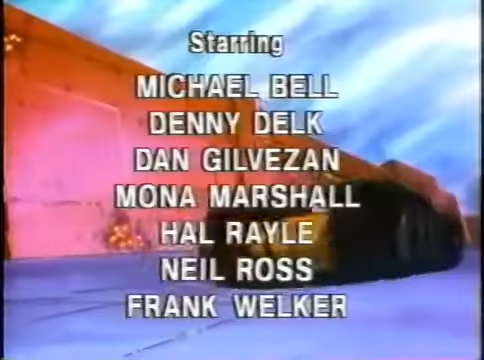 Starring
MICHAEL BELL
DENNY DELK
DAN GILVEZAN
MONA MARSHALL
HAL RAYLE
NEIL ROSS
FRANK WELKER